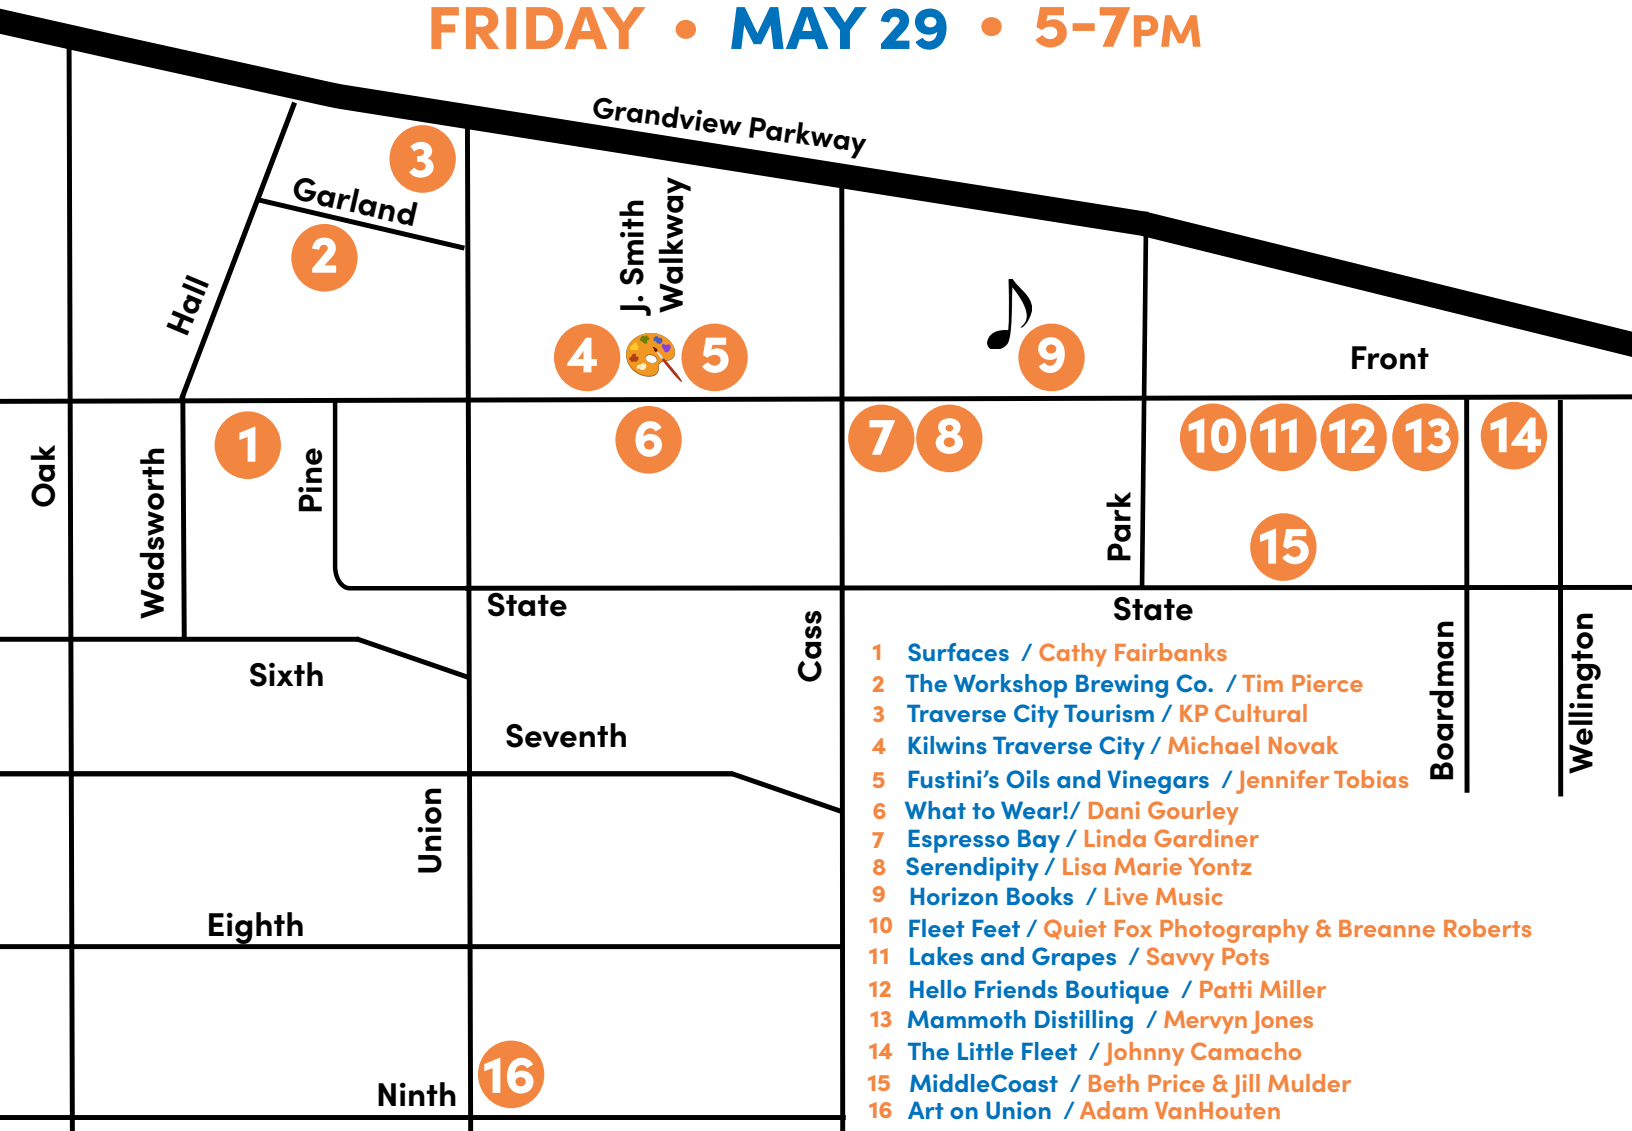 FRIDAY • MAY 29 • 5-7PM
Grandview Parkway
3
Garland
2
Hall
J. Smith
Walkway
4
5
9
Front
1
6
7
8
10
11
12
13
14
15
Oak
Wadsworth
Pine
Park
State
State
Cass
Sixth
Seventh
Union
Eighth
Ninth
16
Boardman
Wellington
1 Surfaces / Cathy Fairbanks
2 The Workshop Brewing Co. / Tim Pierce
3 Traverse City Tourism / KP Cultural
4 Kilwins Traverse City / Michael Novak
5 Fustini's Oils and Vinegars / Jennifer Tobias
6 What to Wear!/ Dani Gourley
7 Espresso Bay / Linda Gardiner
8 Serendipity / Lisa Marie Yontz
9 Horizon Books / Live Music
10 Fleet Feet / Quiet Fox Photography & Breanne Roberts
11 Lakes and Grapes / Savvy Pots
12 Hello Friends Boutique / Patti Miller
13 Mammoth Distilling / Mervyn Jones
14 The Little Fleet / Johnny Camacho
15 MiddleCoast / Beth Price & Jill Mulder
16 Art on Union / Adam VanHouten